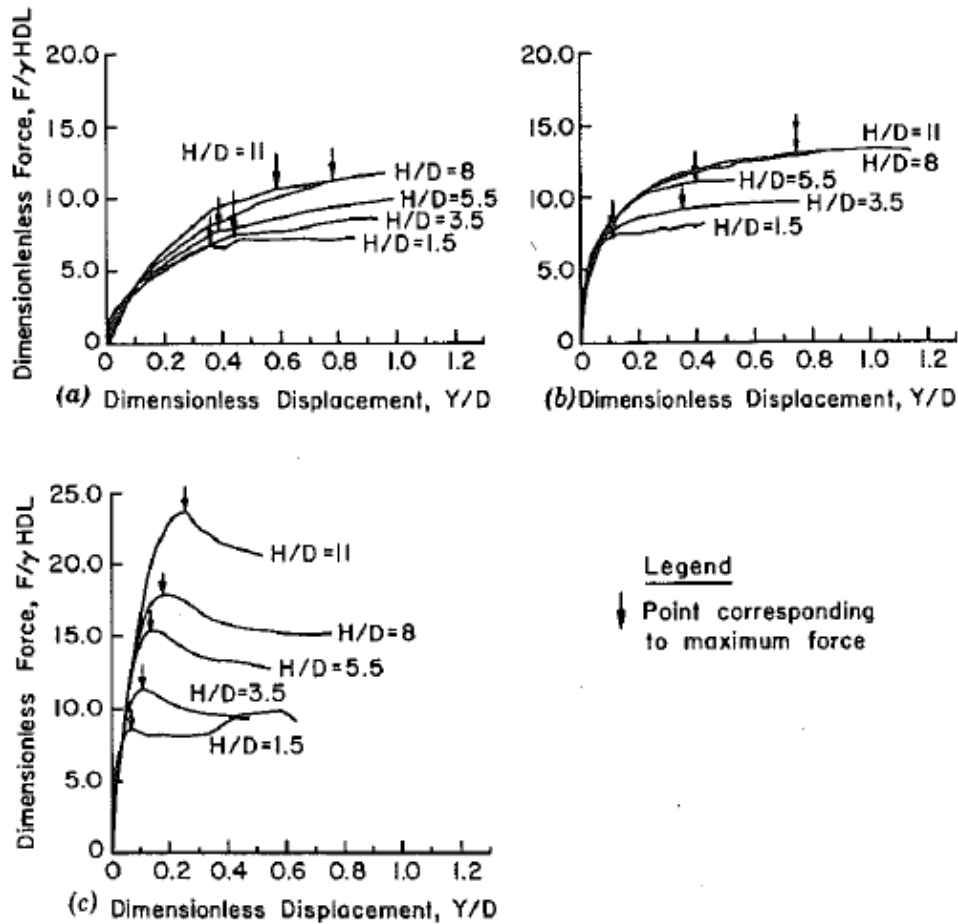 Dimensionless Force, F/γHDL
20.0
15.0
10.0
5.0
0
H/D=11
H/D=8
H/D=5.5
H/D=3.5
H/D=1.5
0 0.2 0.4 0.6 0.8 1.0 1.2
(a) Dimensionless Displacement, Y/D
20.0
15.0
10.0
5.0
0
H/D=11
H/D=8
H/D=5.5
H/D=3.5
H/D=1.5
0 0.2 0.4 0.6 0.8 1.0 1.2
(b) Dimensionless Displacement, Y/D
Dimensionless Force, F/γHDL
25.0
20.0
15.0
10.0
5.0
0
H/D=11
H/D=8
H/D=5.5
H/D=3.5
H/D=1.5
0 0.2 0.4 0.6 0.8 1.0 1.2
(c) Dimensionless Displacement, Y/D
Legend
Point corresponding
to maximum force